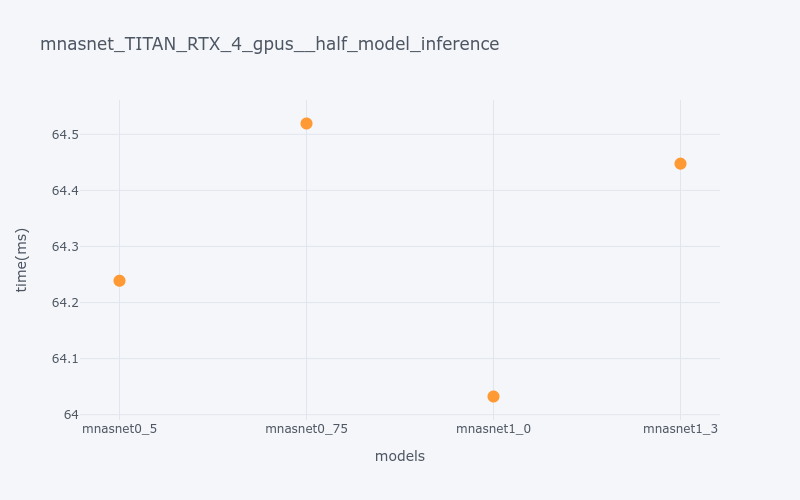 mnasnet_TITAN_RTX_4_gpus__half_model_inference
64.5
64.4
64.3
64.2
64.1
64
time(ms)
mnasnet0_5
mnasnet0_75
mnasnet1_0
mnasnet1_3
models